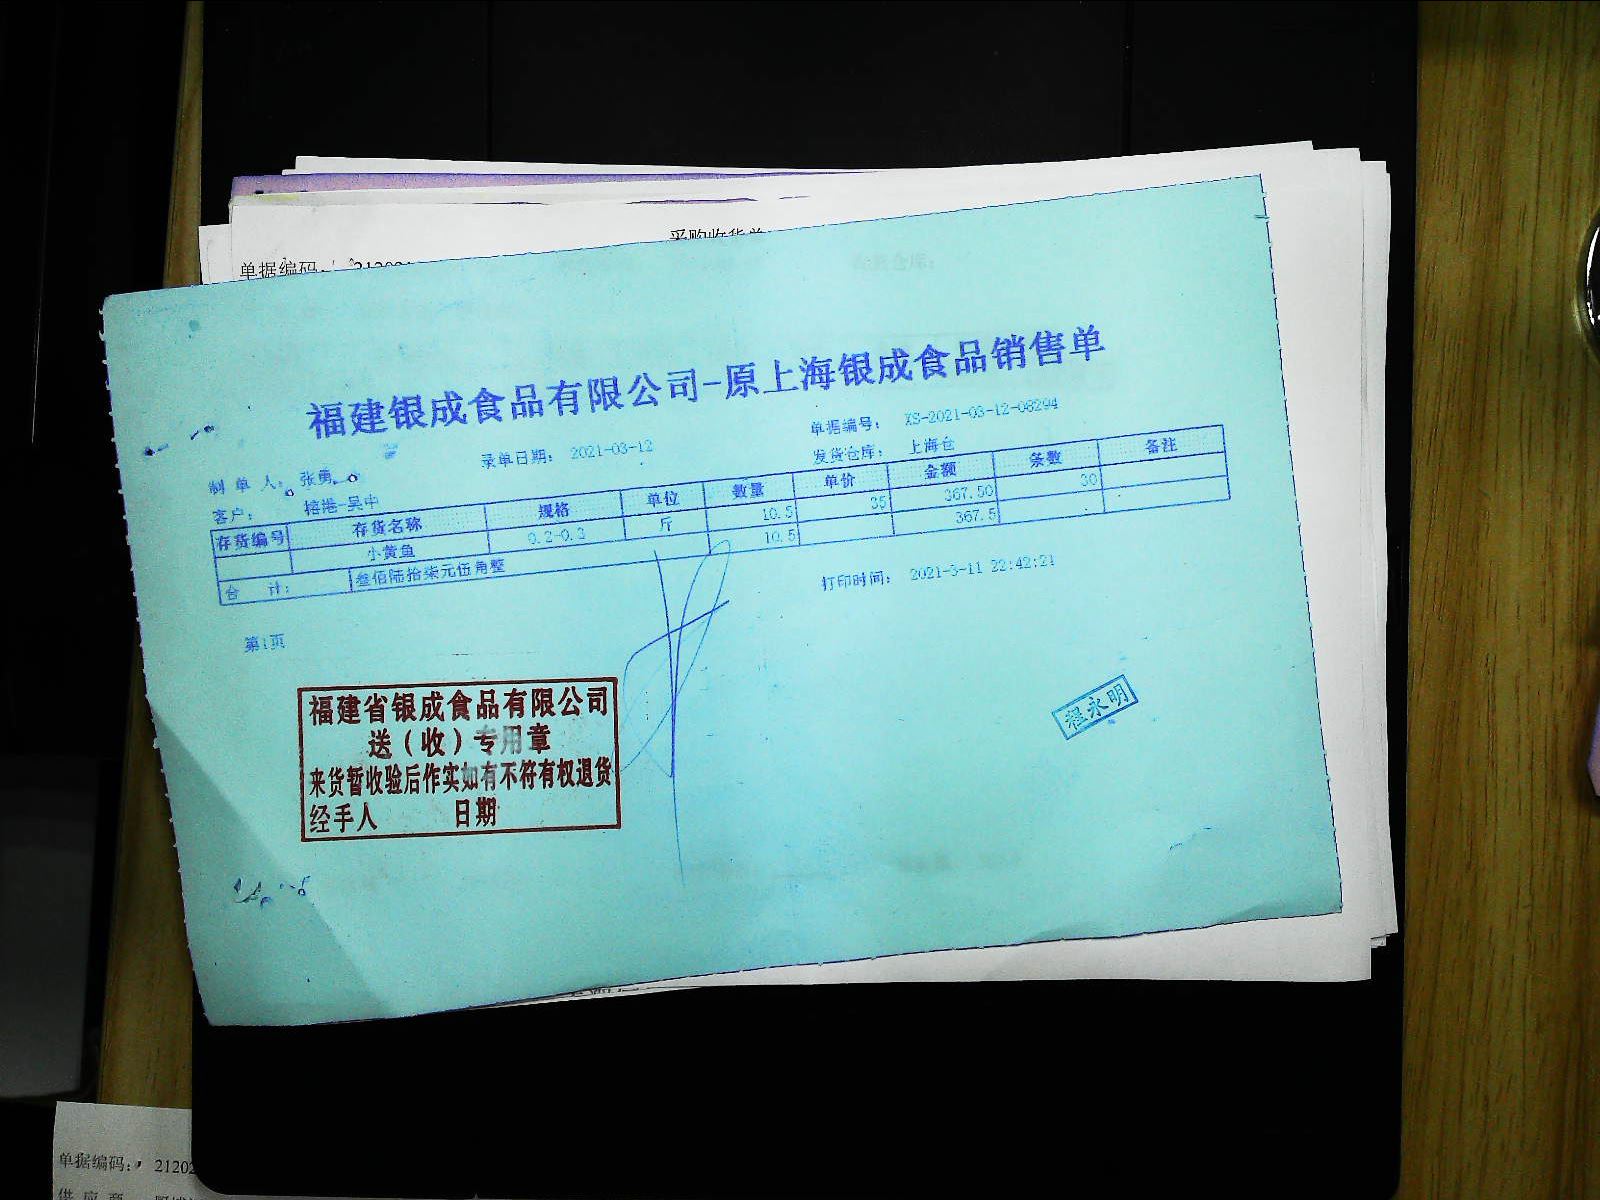 单据编码:
福建银成食品有限公司-原上海银成食品销售单
制 单 人: 张勇 录单日期: 2021-03-12 单据编号: XS-2021-03-12-08294
客户: 榕港-吴中 发货仓库: 上海仓
存货编号 存货名称 规格 单位 数量 单价 金额 条数 备注
小黄鱼 0.2-0.3 斤 10.5 35 367.50 30
合 计: 叁佰陆拾柒元伍角整 10.5 367.5
第1页 打印时间: 2021-3-11 22:42:21
福建省银成食品有限公司
送(收)专用章
来货暂收验后作实如有不符有权退货
经手人 日期
程永明
单据编码: 21202
供 应 商